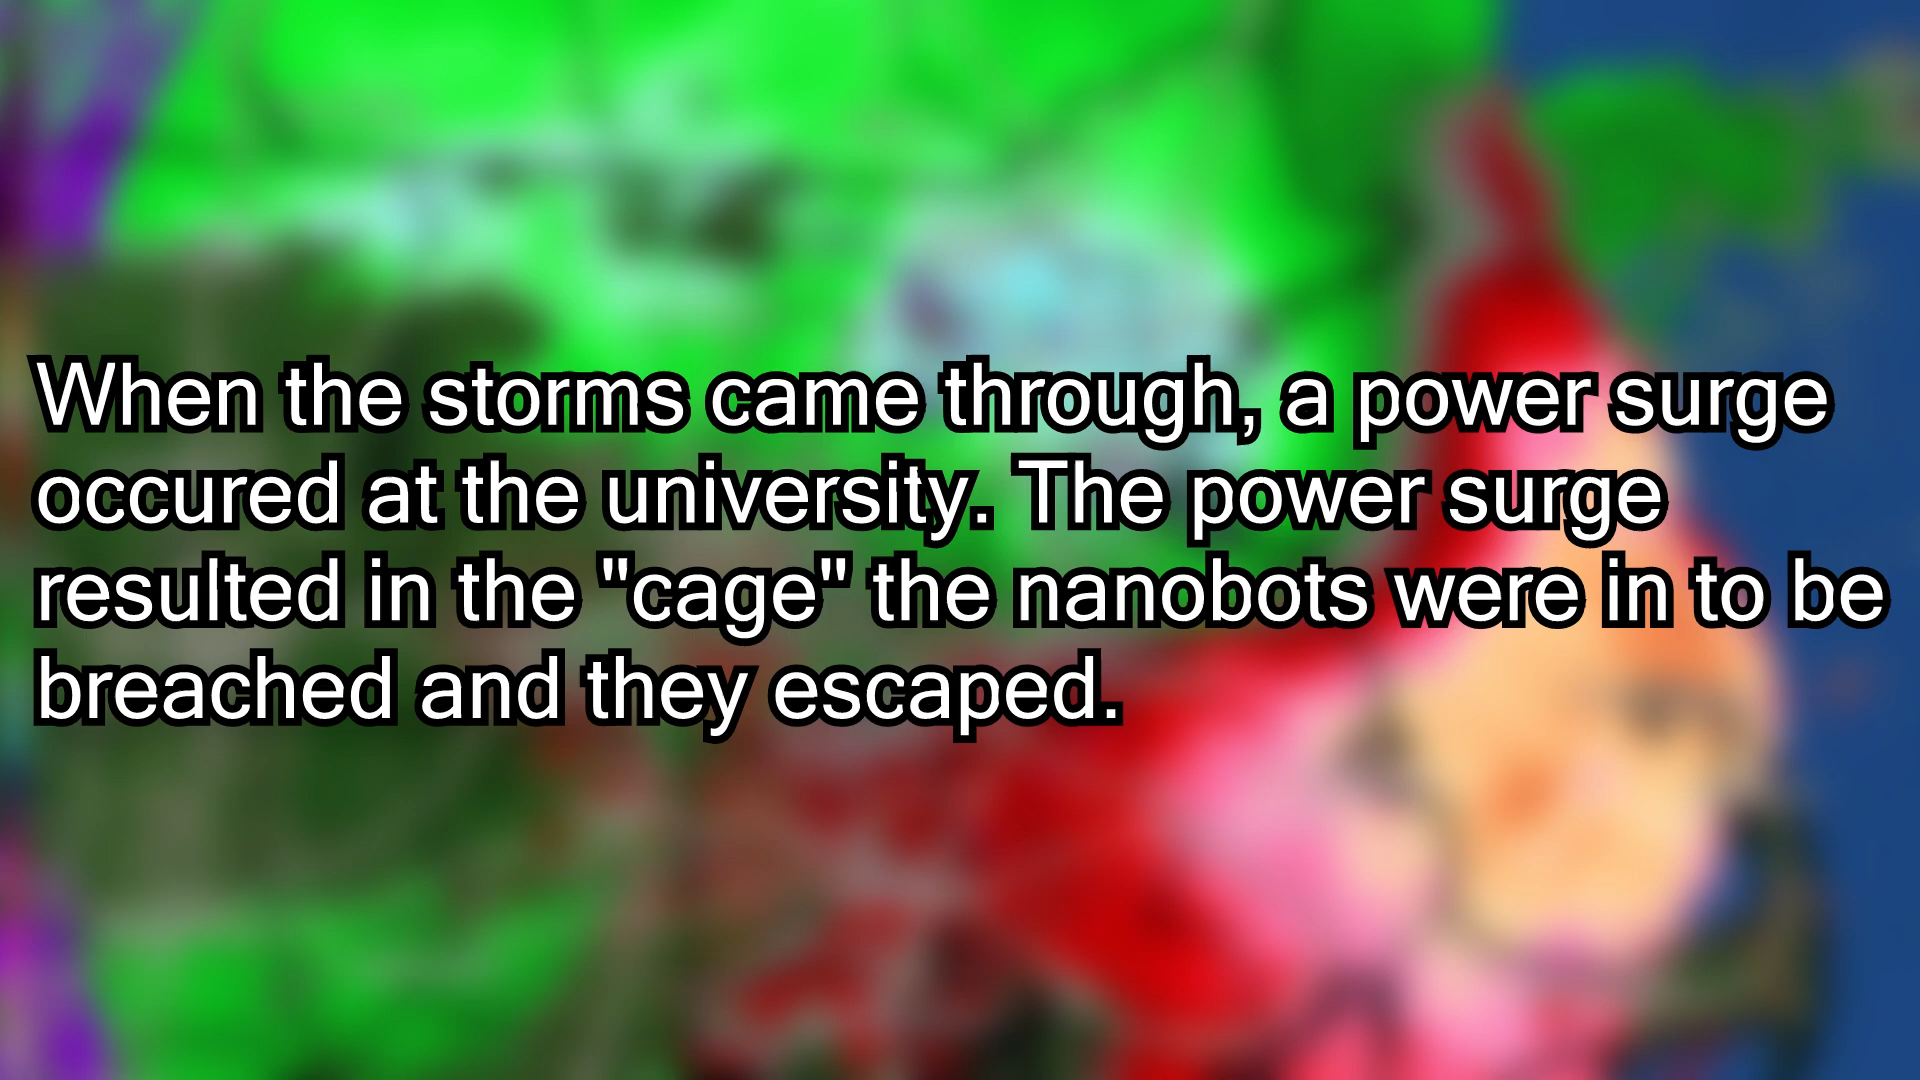 When the storms came through, a power surge
occured at the university. The power surge
resulted in the "cage" the nanobots were in to be
breached and they escaped.